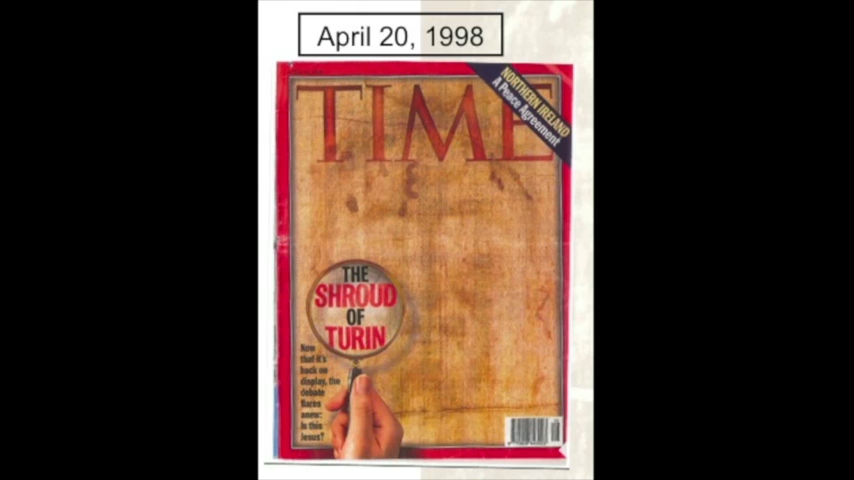 April 20, 1998
TIME
NORTHERN IRELAND
A Peace Agreement
THE
SHROUD
OF
TURIN
Now
that it's
back on
display, the
debate
flares
anew:
Is this
Jesus?